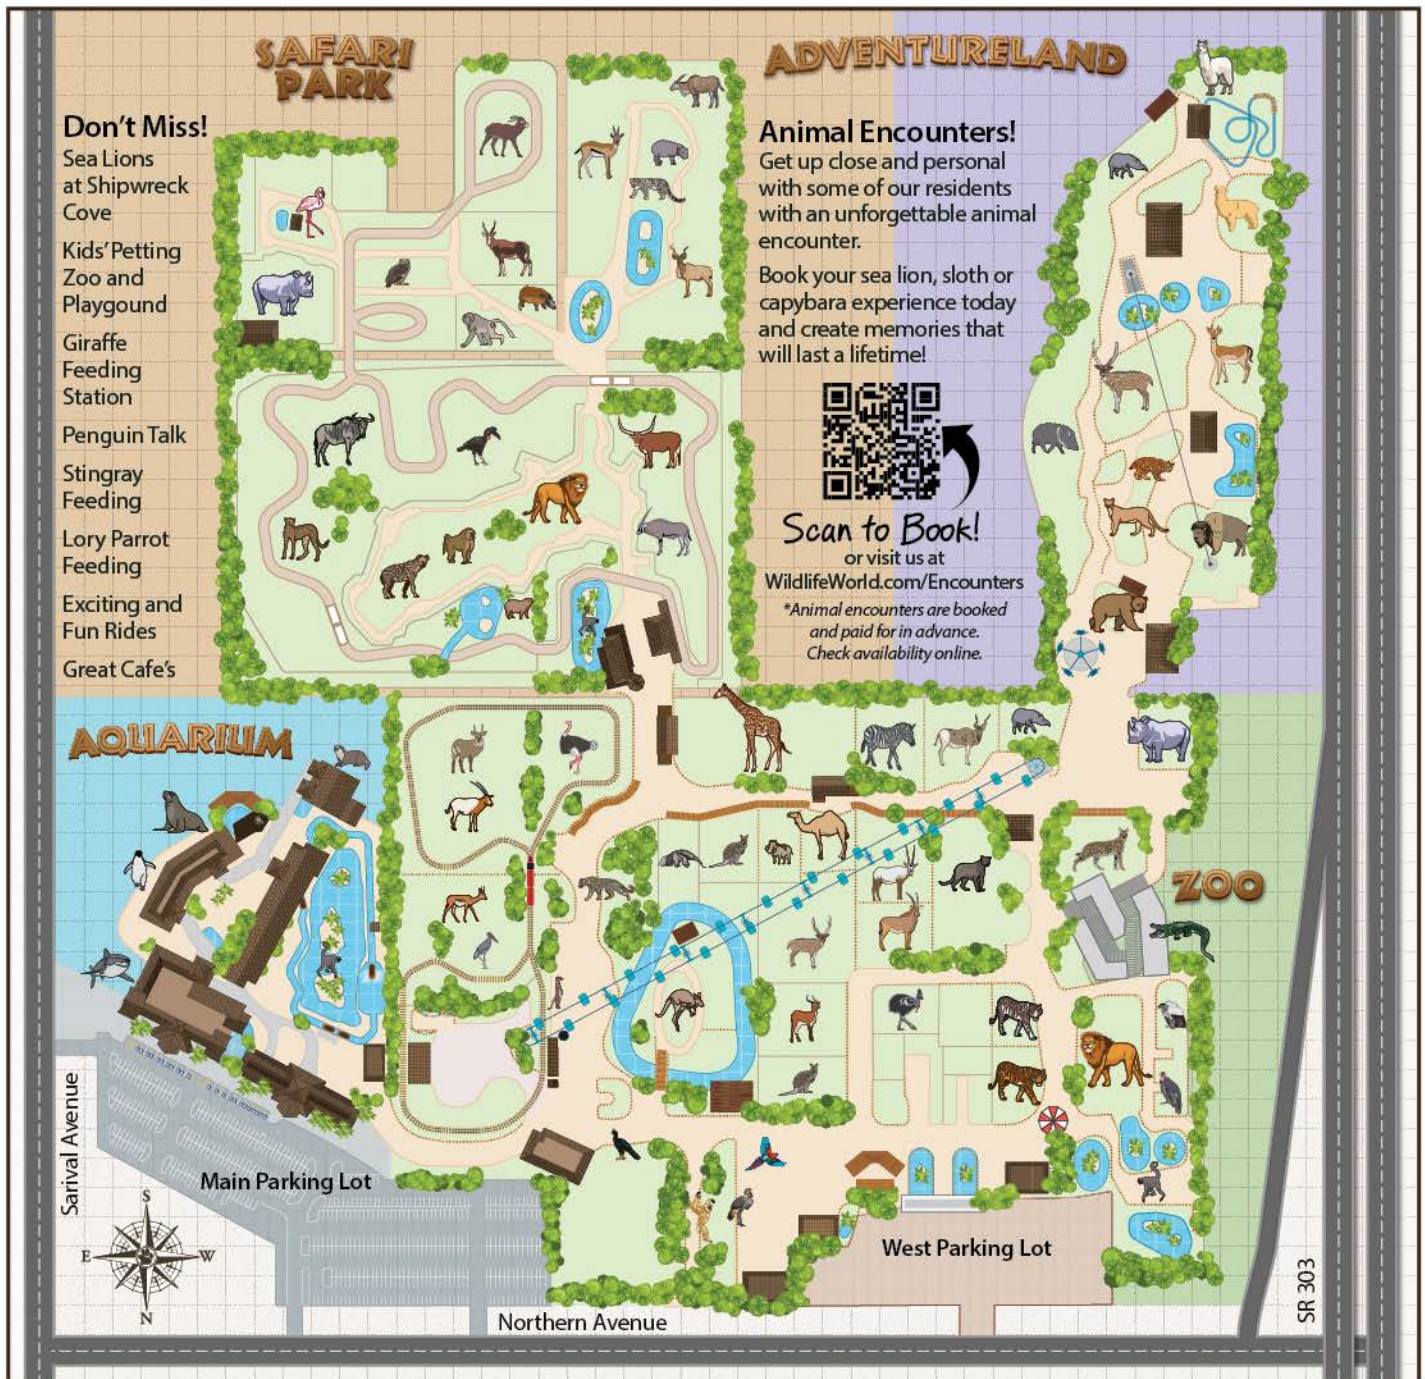 SAFARI
PARK
ADVENTURELAND
Don't Miss!
Sea Lions
at Shipwreck
Cove
Kids' Petting
Zoo and
Playgound
Giraffe
Feeding
Station
Penguin Talk
Stingray
Feeding
Lory Parrot
Feeding
Exciting and
Fun Rides
Great Cafe's
Animal Encounters!
Get up close and personal
with some of our residents
with an unforgettable animal
encounter.
Book your sea lion, sloth or
capybara experience today
and create memories that
will last a lifetime!
Scan to Book!
or visit us at
WildlifeWorld.com/Encounters
*Animal encounters are booked
and paid for in advance.
Check availability online.
AQUARIUM
ZOO
Sarival Avenue
Main Parking Lot
S
E
W
N
West Parking Lot
Northern Avenue
SR 303